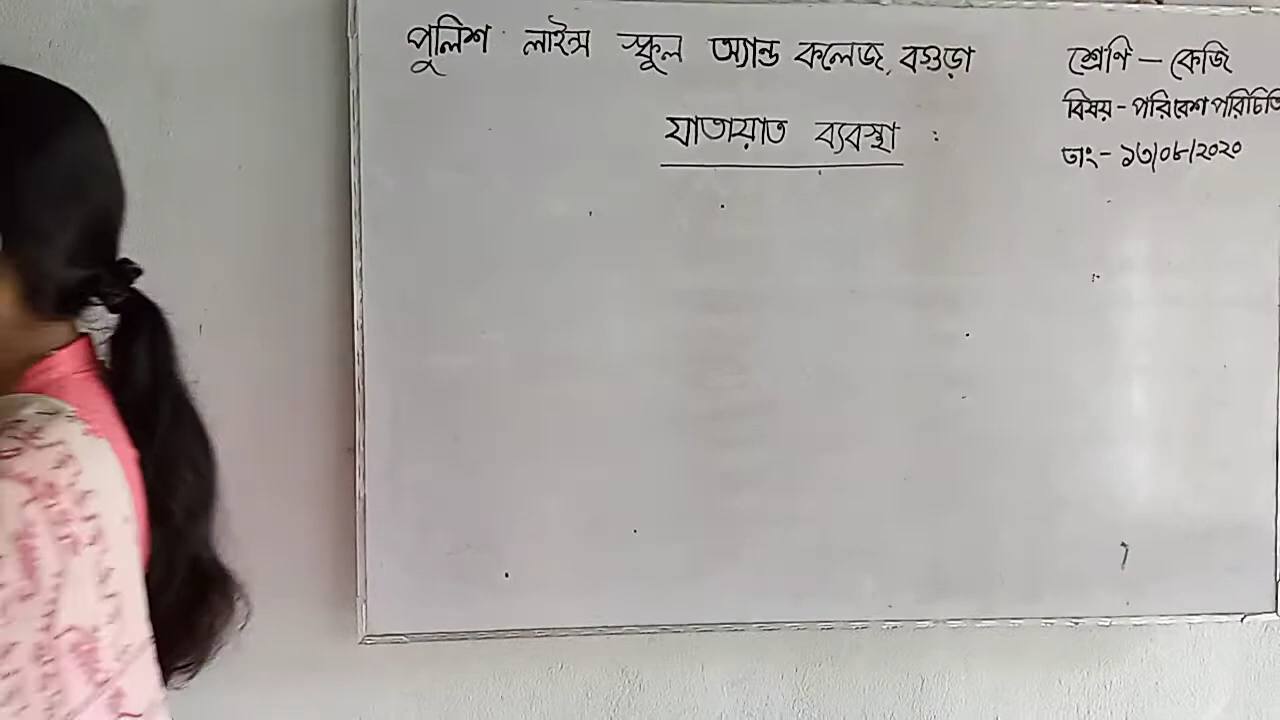 পুলিশ লাইন্স স্কুল অ্যান্ড কলেজ, বগুড়া
যাতায়াত ব্যবস্থা :
শ্রেণি – কেজি
বিষয় - পরিবেশ পরিচিতি
তাং - ১৩/০৮/২০২০